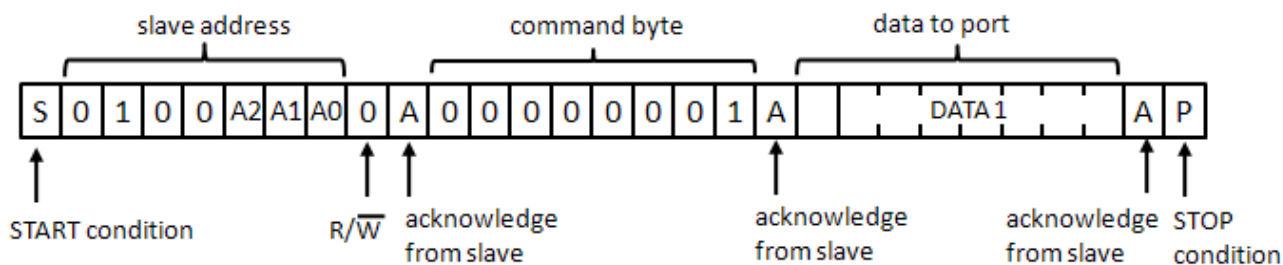 slave address command byte data to port
S 0 1 0 0 A2 A1 A0 0 A 0 0 0 0 0 0 0 1 A DATA 1 A P
START condition R/W̅ acknowledge from slave acknowledge from slave acknowledge from slave STOP condition